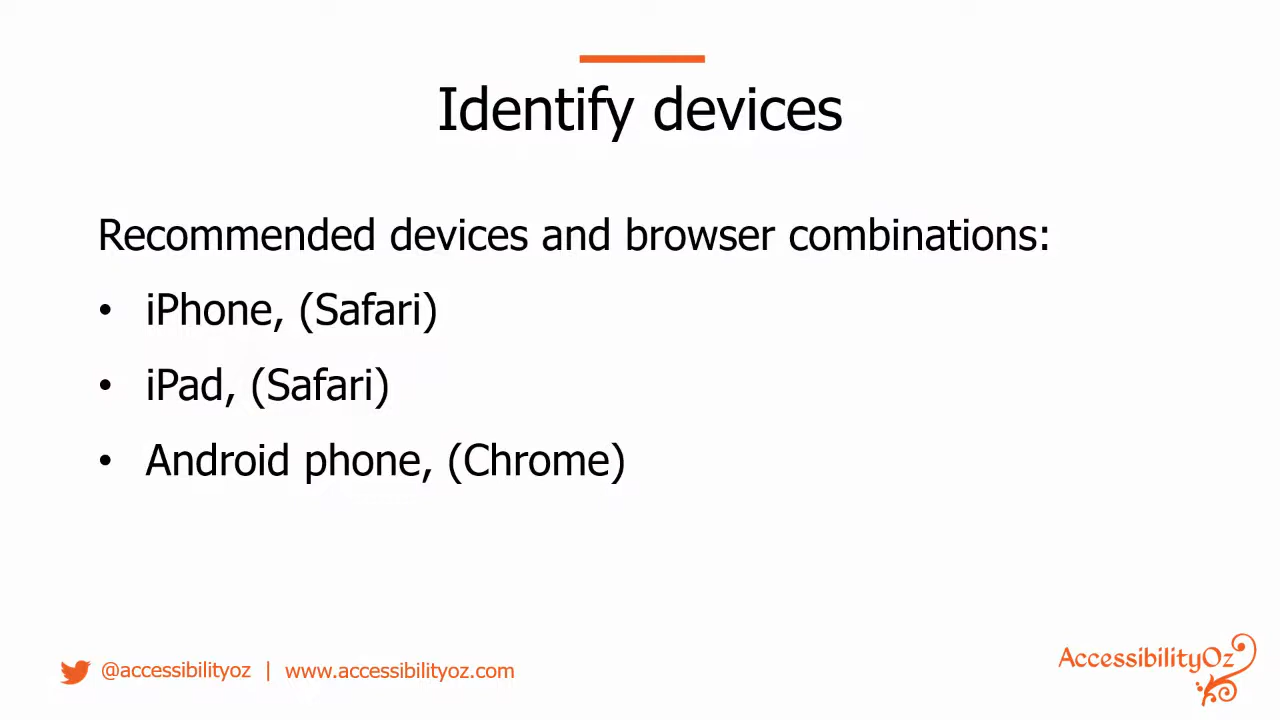 Identify devices
Recommended devices and browser combinations:
• iPhone, (Safari)
• iPad, (Safari)
• Android phone, (Chrome)
@accessibilityoz | www.accessibilityoz.com
AccessibilityOz